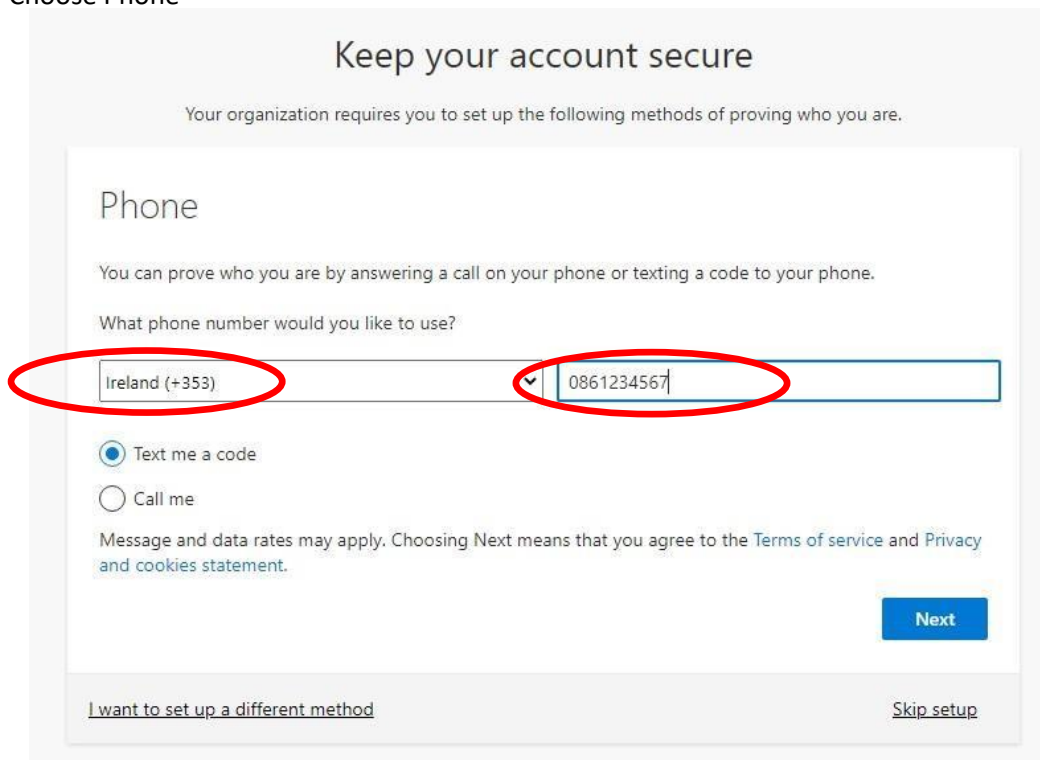 Choose Phone
Keep your account secure
Your organization requires you to set up the following methods of proving who you are.
Phone
You can prove who you are by answering a call on your phone or texting a code to your phone.
What phone number would you like to use?
Ireland (+353)
0861234567
Text me a code
Call me
Message and data rates may apply. Choosing Next means that you agree to the Terms of service and Privacy
and cookies statement.
Next
I want to set up a different method
Skip setup